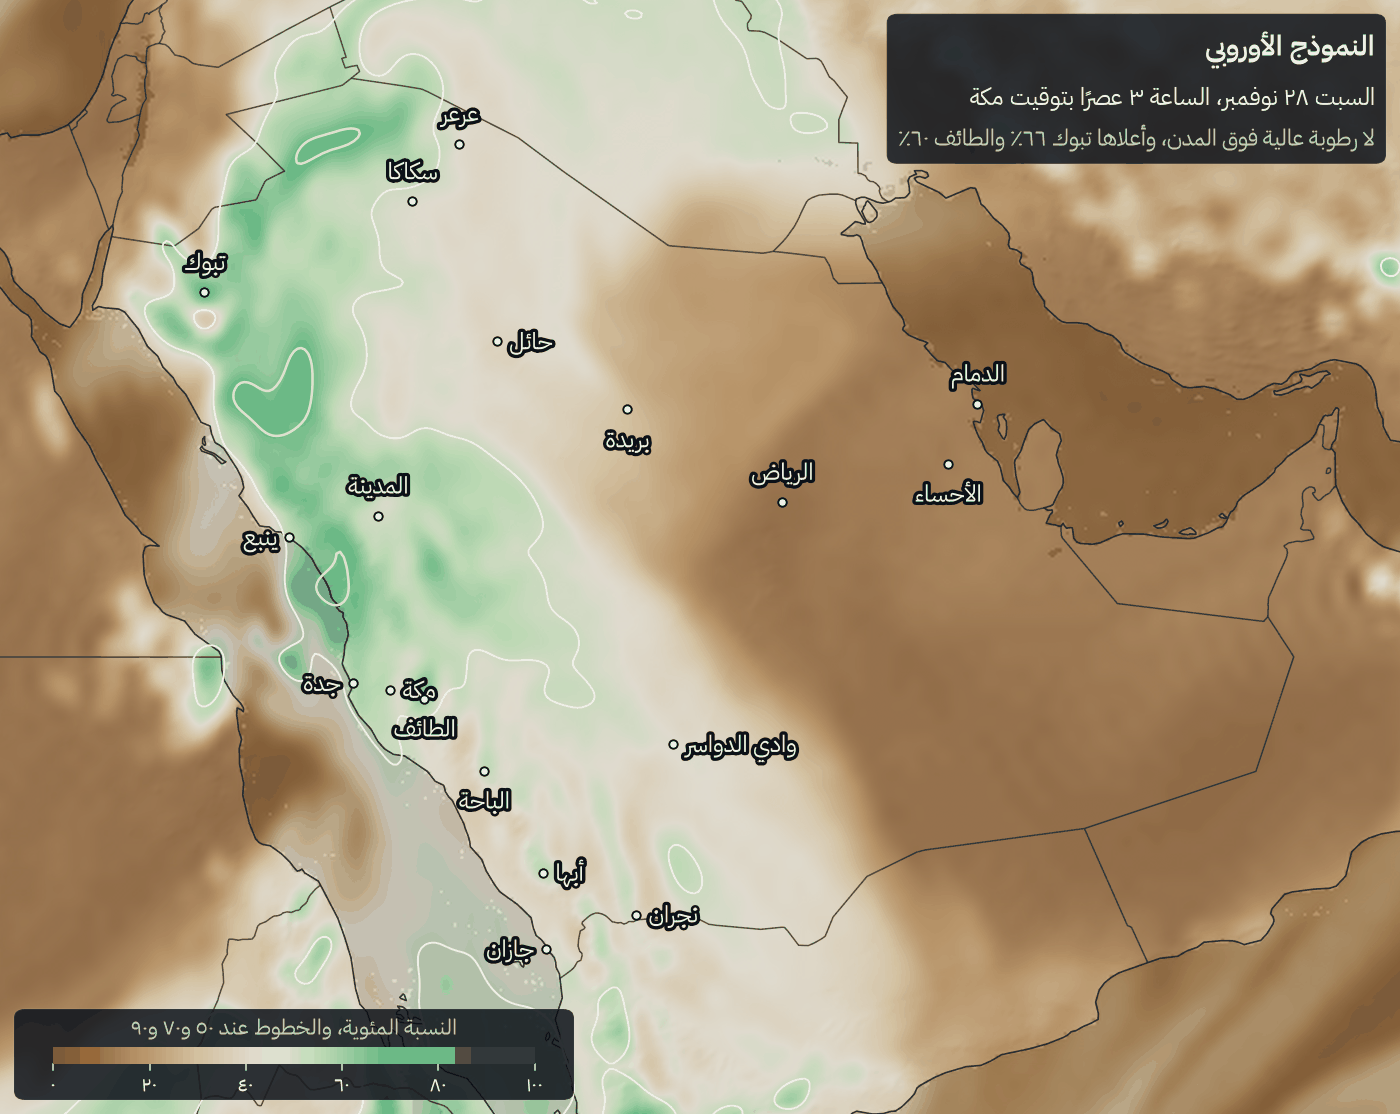 النموذج الأوروبي
السبت ٢٨ نوفمبر، الساعة ٣ عصرًا بتوقيت مكة
لا رطوبة عالية فوق المدن، وأعلاها تبوك ٦٦٪ والطائف ٦٠٪
عرعر
سكاكا
تبوك
حائل
الدمام
بريدة
الرياض
الأحساء
المدينة
ينبع
جدة
مكة
الطائف
وادي الدواسر
الباحة
أبها
نجران
جازان
النسبة المئوية، والخطوط عند ٥٠ و٧٠ و٩٠
٠ ٢٠ ٤٠ ٦٠ ٨٠ ١٠٠